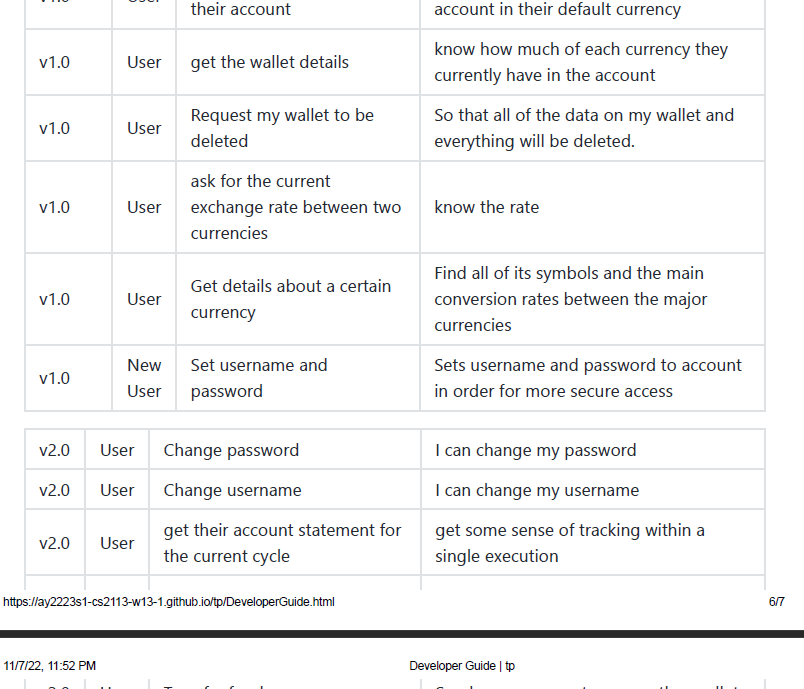 their account
account in their default currency
v1.0 User get the wallet details
know how much of each currency they
currently have in the account
v1.0 User
Request my wallet to be
deleted
So that all of the data on my wallet and
everything will be deleted.
v1.0 User
ask for the current
exchange rate between two
currencies
know the rate
v1.0 User
Get details about a certain
currency
Find all of its symbols and the main
conversion rates between the major
currencies
v1.0
New
User
Set username and
password
Sets username and password to account
in order for more secure access
v2.0 User Change password I can change my password
v2.0 User Change username I can change my username
v2.0 User
get their account statement for
the current cycle
get some sense of tracking within a
single execution
https://ay2223s1-cs2113-w13-1.github.io/tp/DeveloperGuide.html 6/7
11/7/22, 11:52 PM Developer Guide | tp